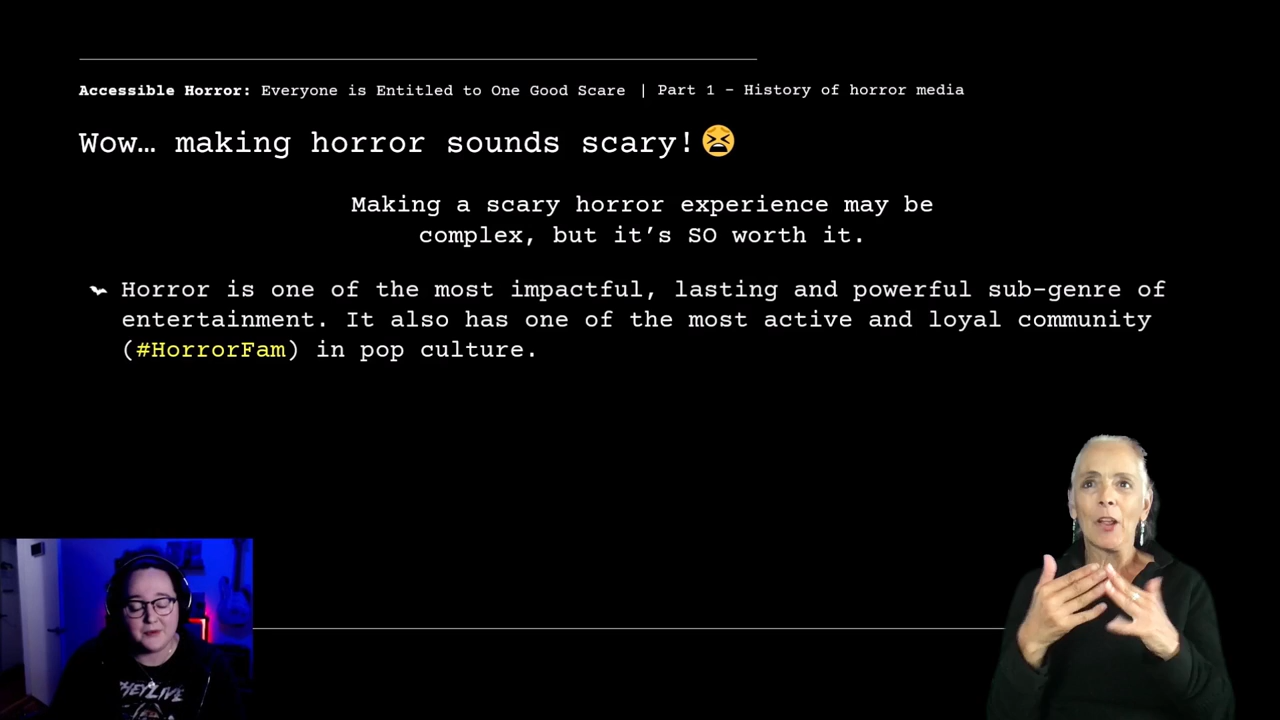 Accessible Horror: Everyone is Entitled to One Good Scare | Part 1 – History of horror media
Wow… making horror sounds scary!😫
Making a scary horror experience may be
complex, but it’s SO worth it.
Horror is one of the most impactful, lasting and powerful sub-genre of
entertainment. It also has one of the most active and loyal community
(#HorrorFam) in pop culture.
THEY LIVE